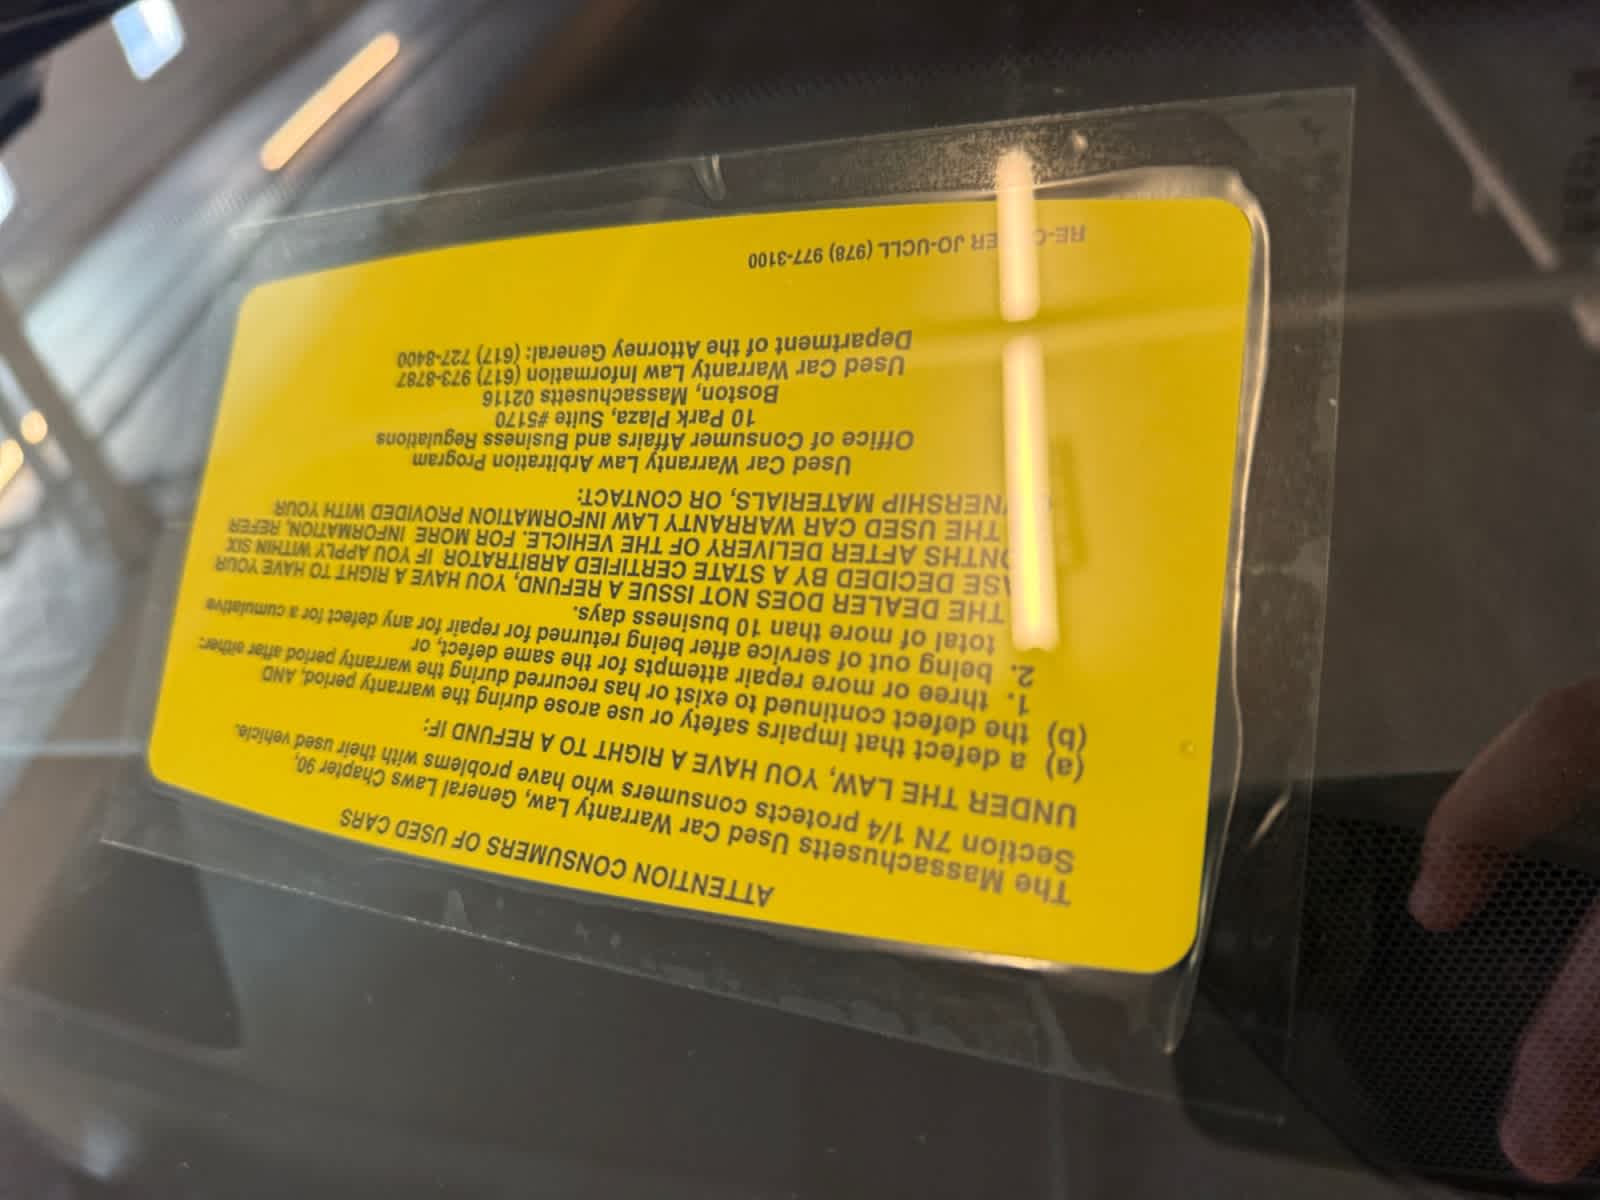 ATTENTION CONSUMERS OF USED CARS
The Massachusetts Used Car Warranty Law, General Laws Chapter 90,
Section 7N 1/4 protects consumers who have problems with their used vehicle.
UNDER THE LAW, YOU HAVE A RIGHT TO A REFUND IF:
(a) a defect that impairs safety or use arose during the warranty period, AND
(b) the defect continued to exist or has recurred during the warranty period after either:
1. three or more repair attempts for the same defect, or
2. being out of service after being returned for repair for any defect for a cumulative
total of more than 10 business days.
THE DEALER DOES NOT ISSUE A REFUND, YOU HAVE A RIGHT TO HAVE YOUR
DECIDED BY A STATE CERTIFIED ARBITRATOR. IF YOU APPLY WITHIN SIX
AFTER DELIVERY OF THE VEHICLE. FOR MORE INFORMATION, REFER
THE USED CAR WARRANTY LAW INFORMATION PROVIDED WITH YOUR
MATERIALS, OR CONTACT:
Used Car Warranty Law Arbitration Program
Office of Consumer Affairs and Business Regulations
10 Park Plaza, Suite #5170
Boston, Massachusetts 02116
Used Car Warranty Law Information (617) 973-8787
Department of the Attorney General: (617) 727-8400
JO-UCLL (978) 977-3100